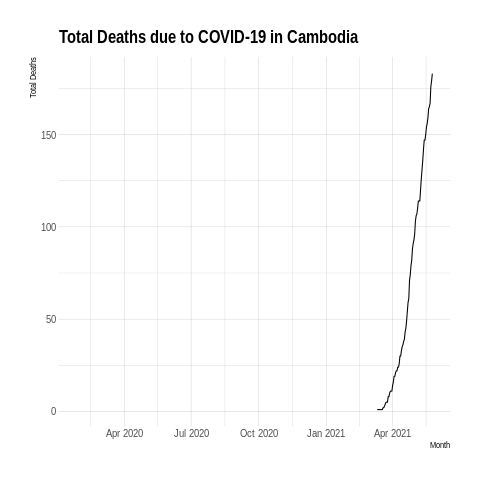 Total Deaths due to COVID-19 in Cambodia
Total Deaths
150
100
50
0
Apr 2020 Jul 2020 Oct 2020 Jan 2021 Apr 2021
Month